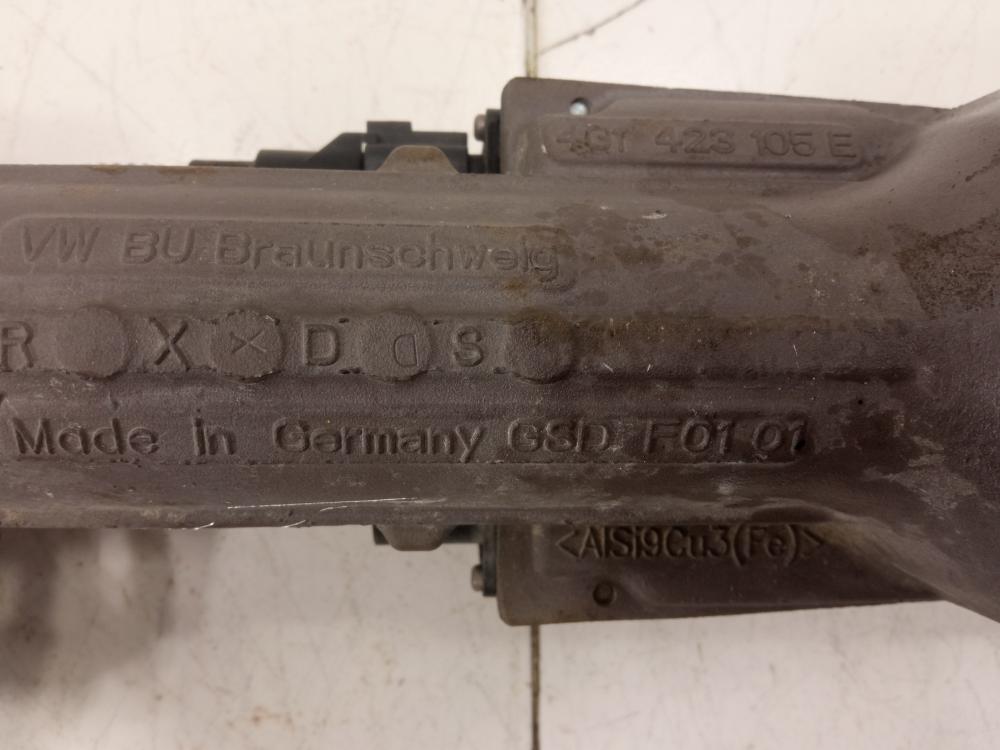 4G1 423 105 E
VW BU Braunschweig
R X X D D S
Made in Germany GSD F01 01
<AlSi9Cu3(Fe)>